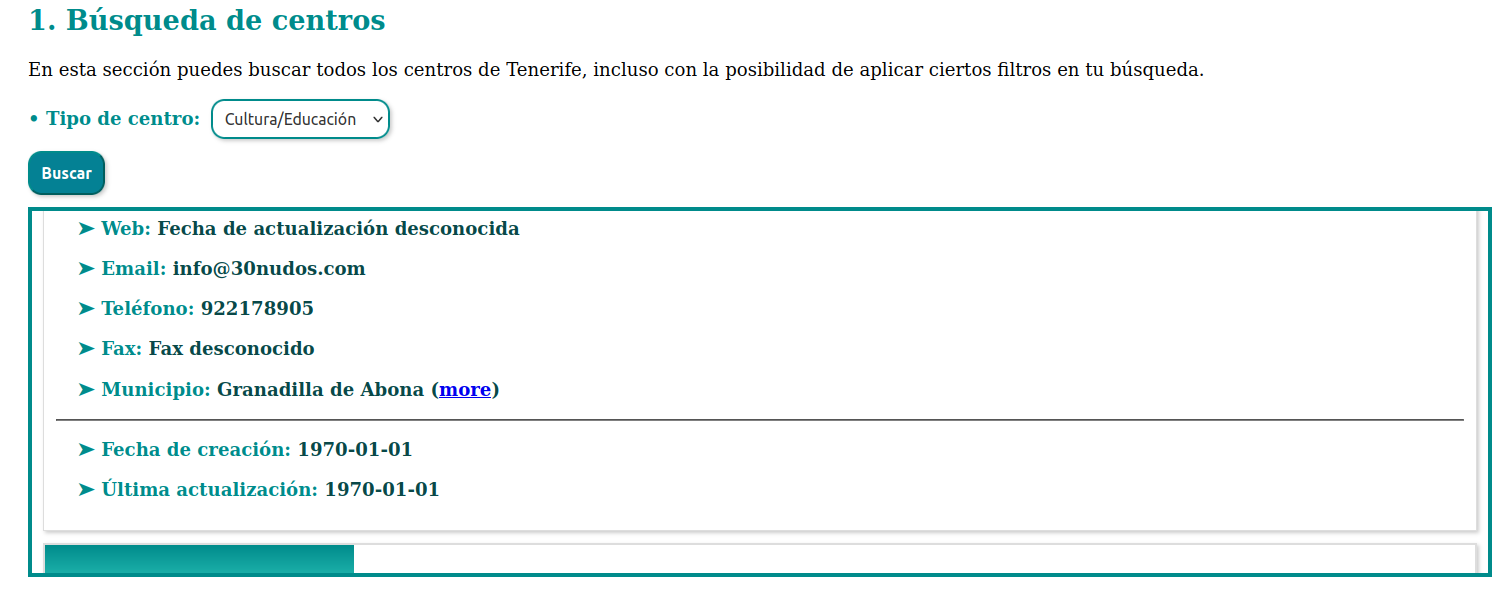 1. Búsqueda de centros
En esta sección puedes buscar todos los centros de Tenerife, incluso con la posibilidad de aplicar ciertos filtros en tu búsqueda.
• Tipo de centro: Cultura/Educación
Buscar
➤ Web: Fecha de actualización desconocida
➤ Email: info@30nudos.com
➤ Teléfono: 922178905
➤ Fax: Fax desconocido
➤ Municipio: Granadilla de Abona (more)
➤ Fecha de creación: 1970-01-01
➤ Última actualización: 1970-01-01